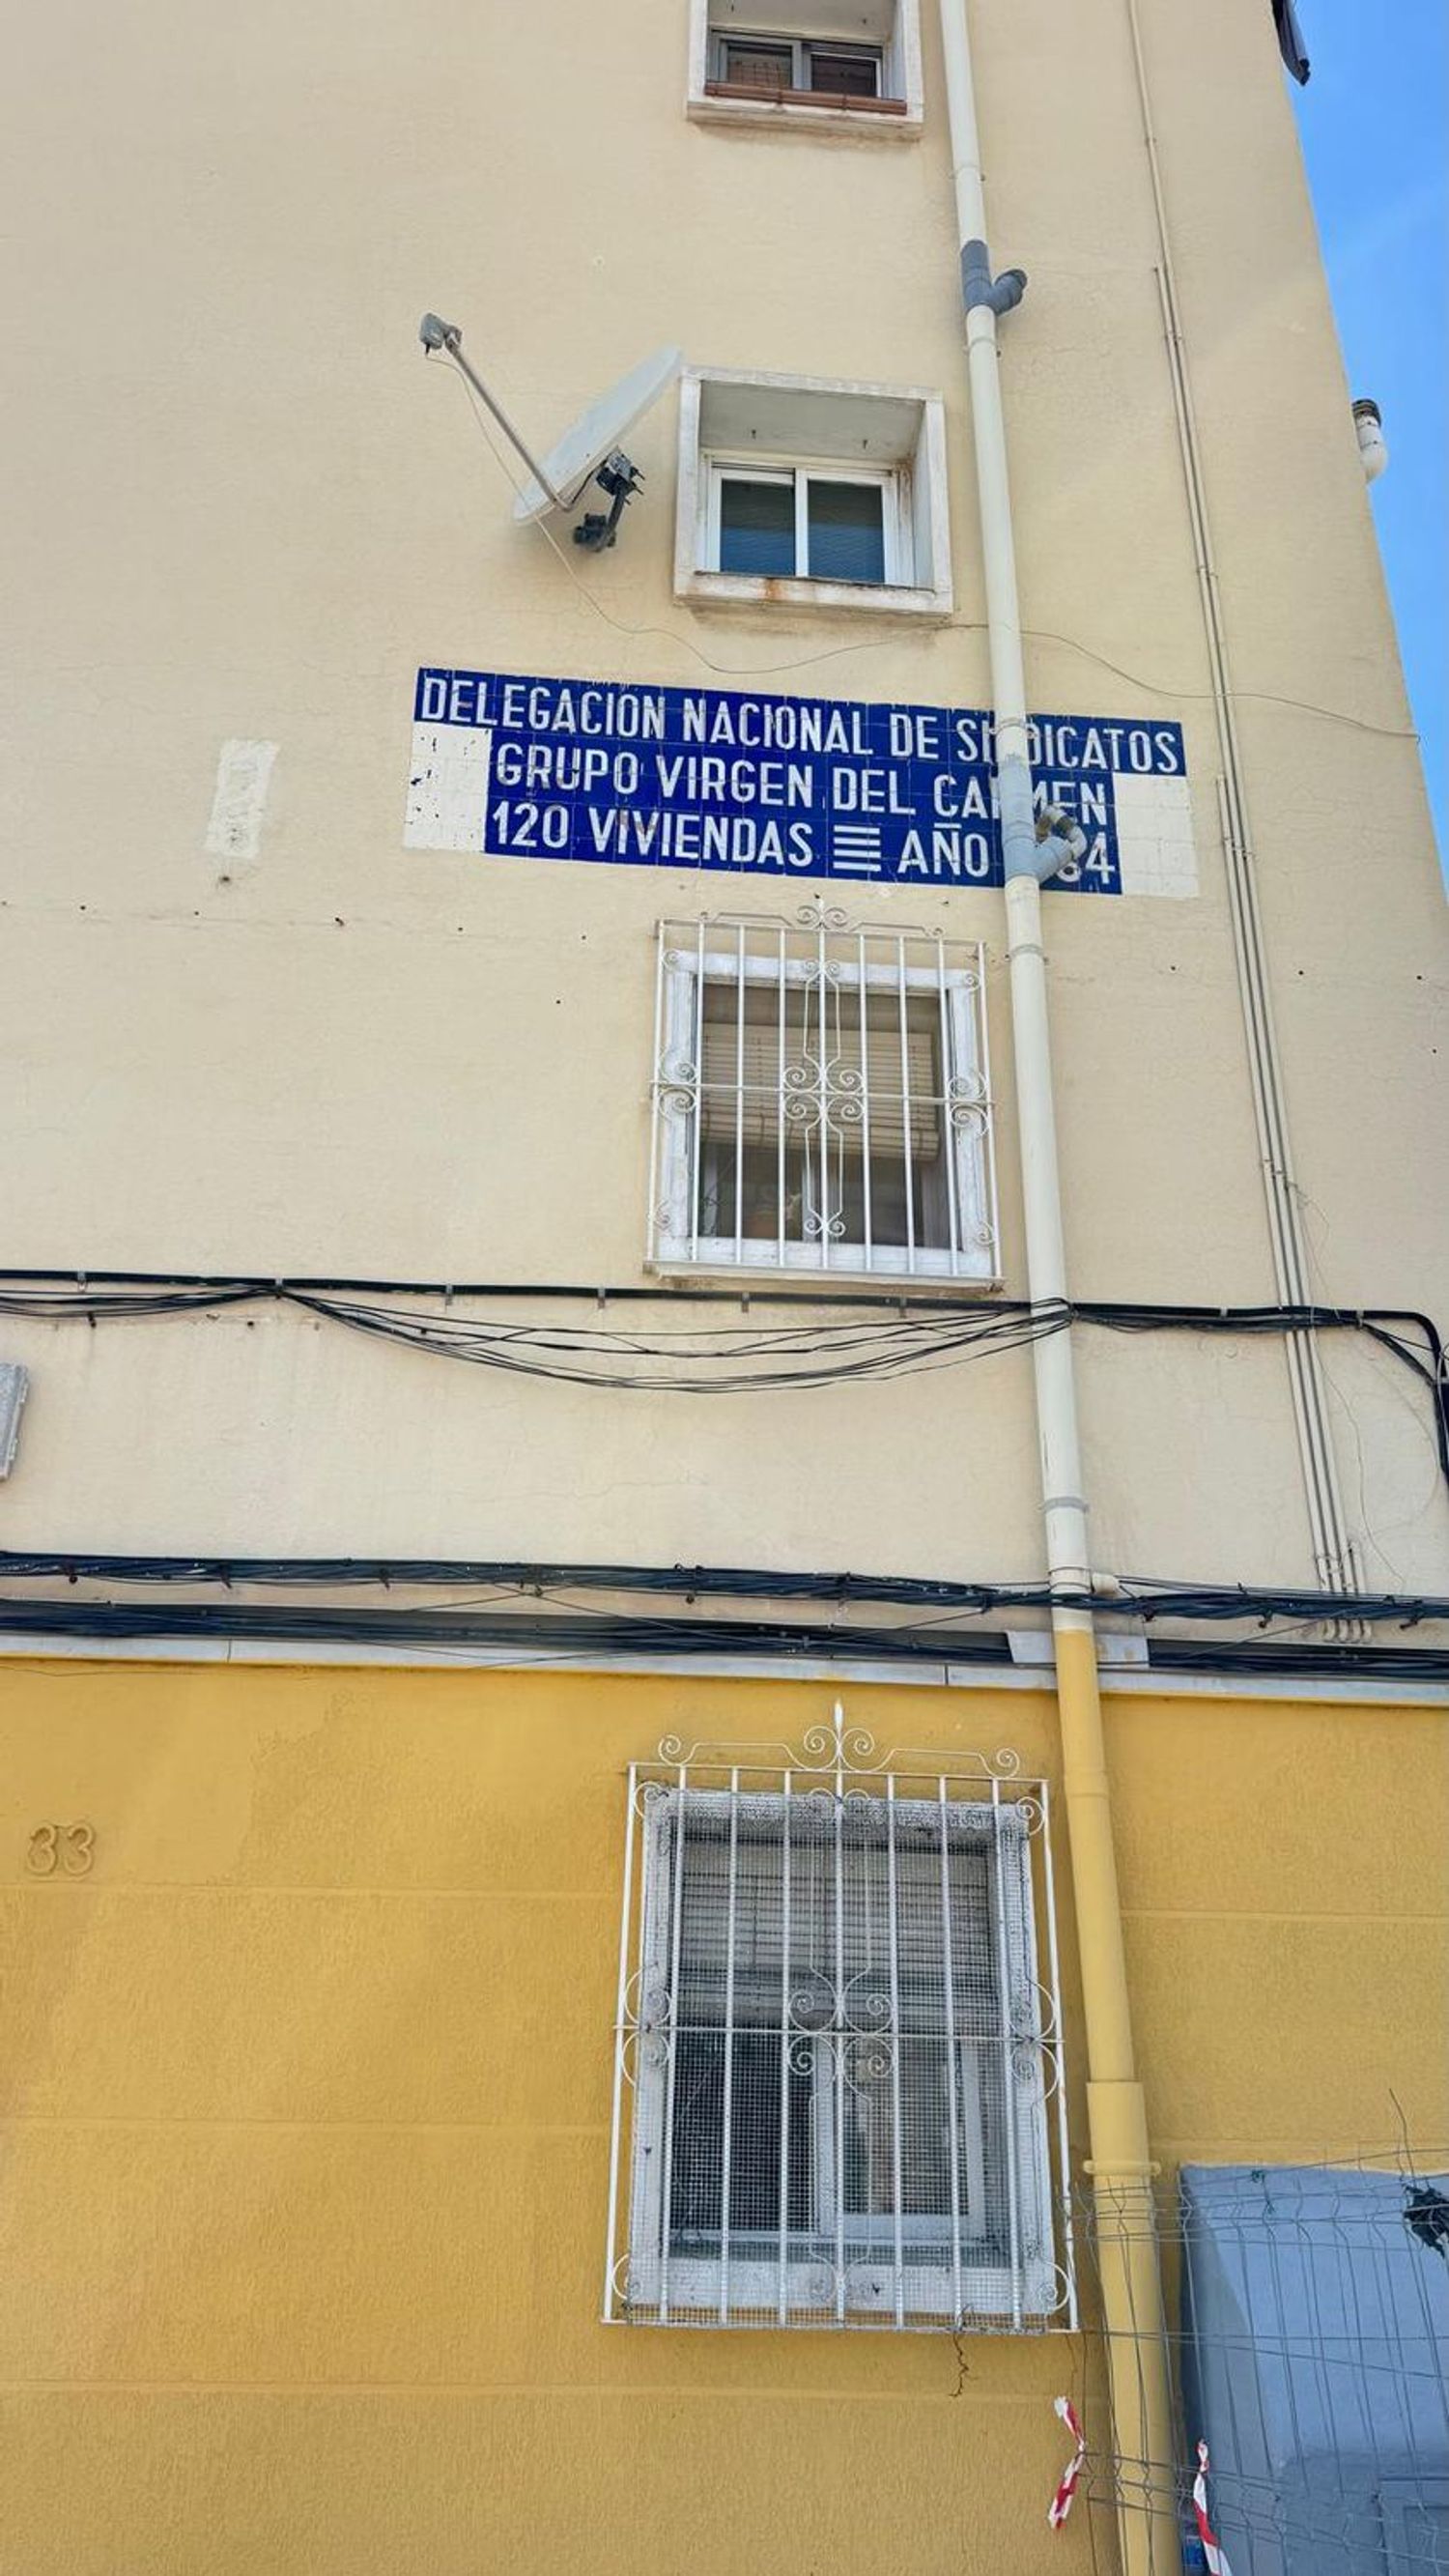 DELEGACION NACIONAL DE SINDICATOS
GRUPO VIRGEN DEL CARMEN
120 VIVIENDAS AÑO
33